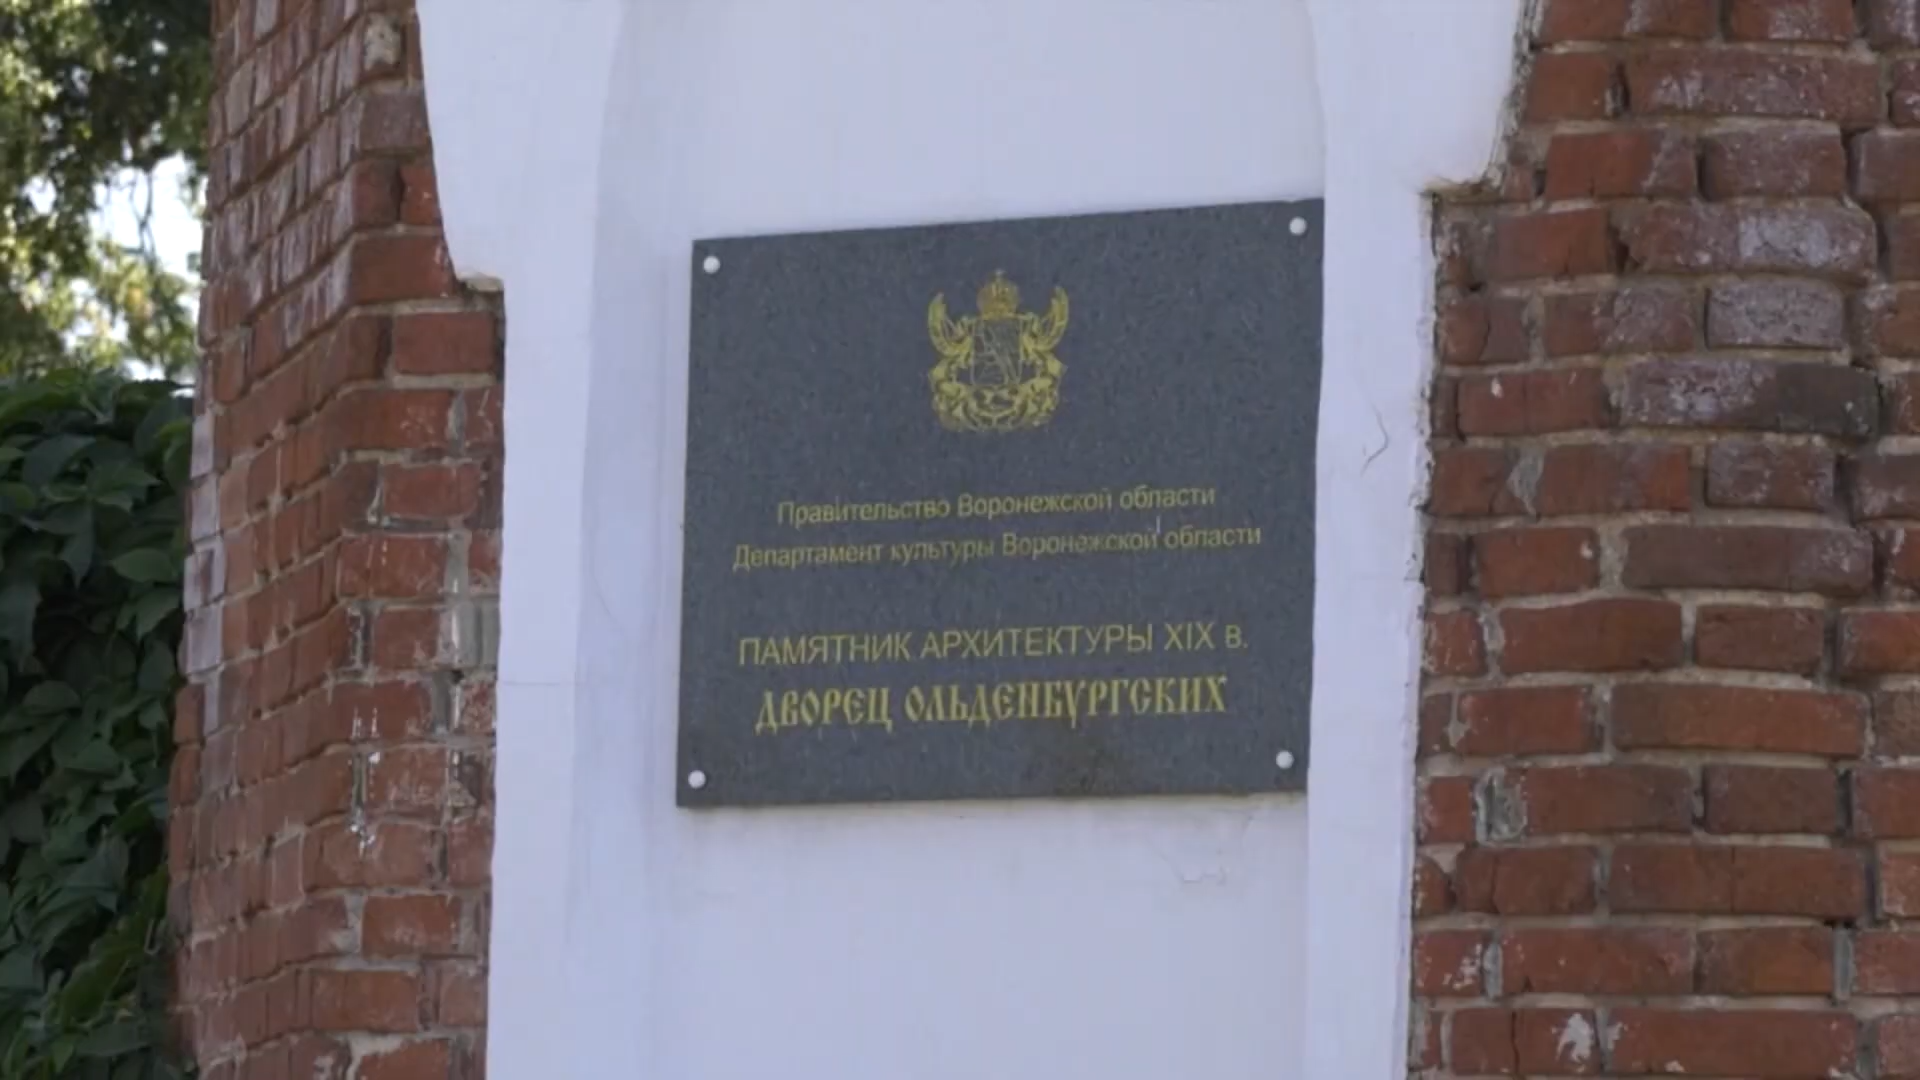 Правительство Воронежской области
Департамент культуры Воронежской области
ПАМЯТНИК АРХИТЕКТУРЫ XIX в.
ДВОРЕЦ ОЛЬДЕНБУРГСКИХ